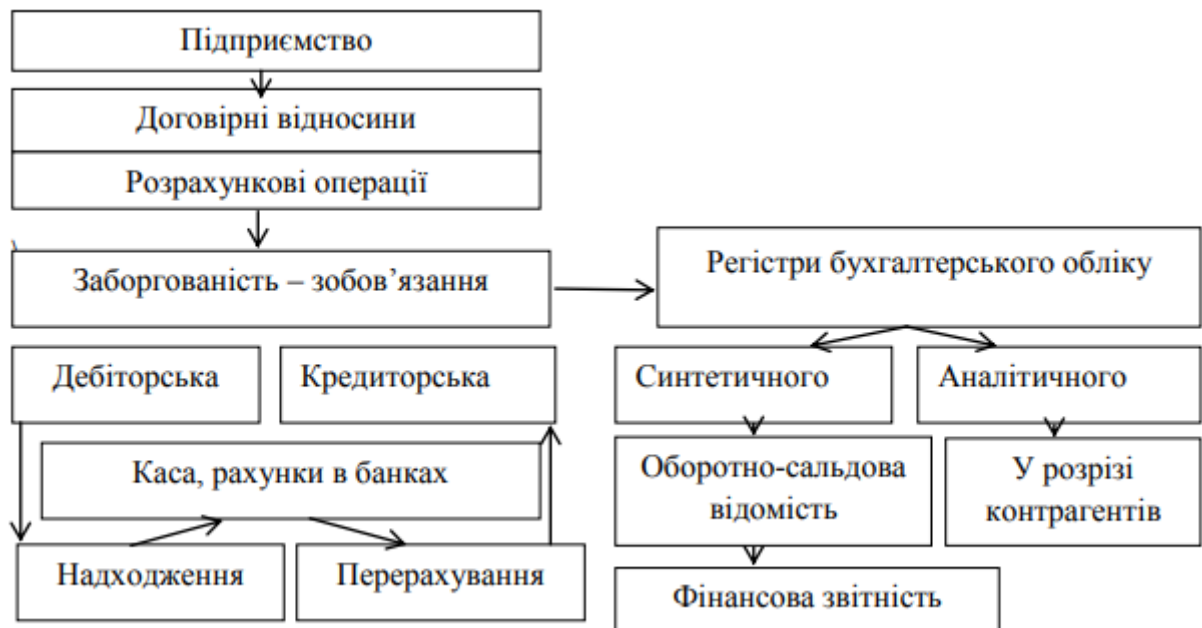 Підприємство
Договірні відносини
Розрахункові операції
Заборгованість – зобов’язання
Регістри бухгалтерського обліку
Дебіторська
Кредиторська
Синтетичного
Аналітичного
Каса, рахунки в банках
Оборотно-сальдова
відомість
У розрізі
контрагентів
Надходження
Перерахування
Фінансова звітність